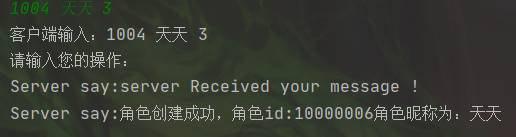 1004 天天 3
客户端输入：1004 天天 3
请输入您的操作：
Server say:server Received your message !
Server say:角色创建成功，角色id:10000006角色昵称为：天天